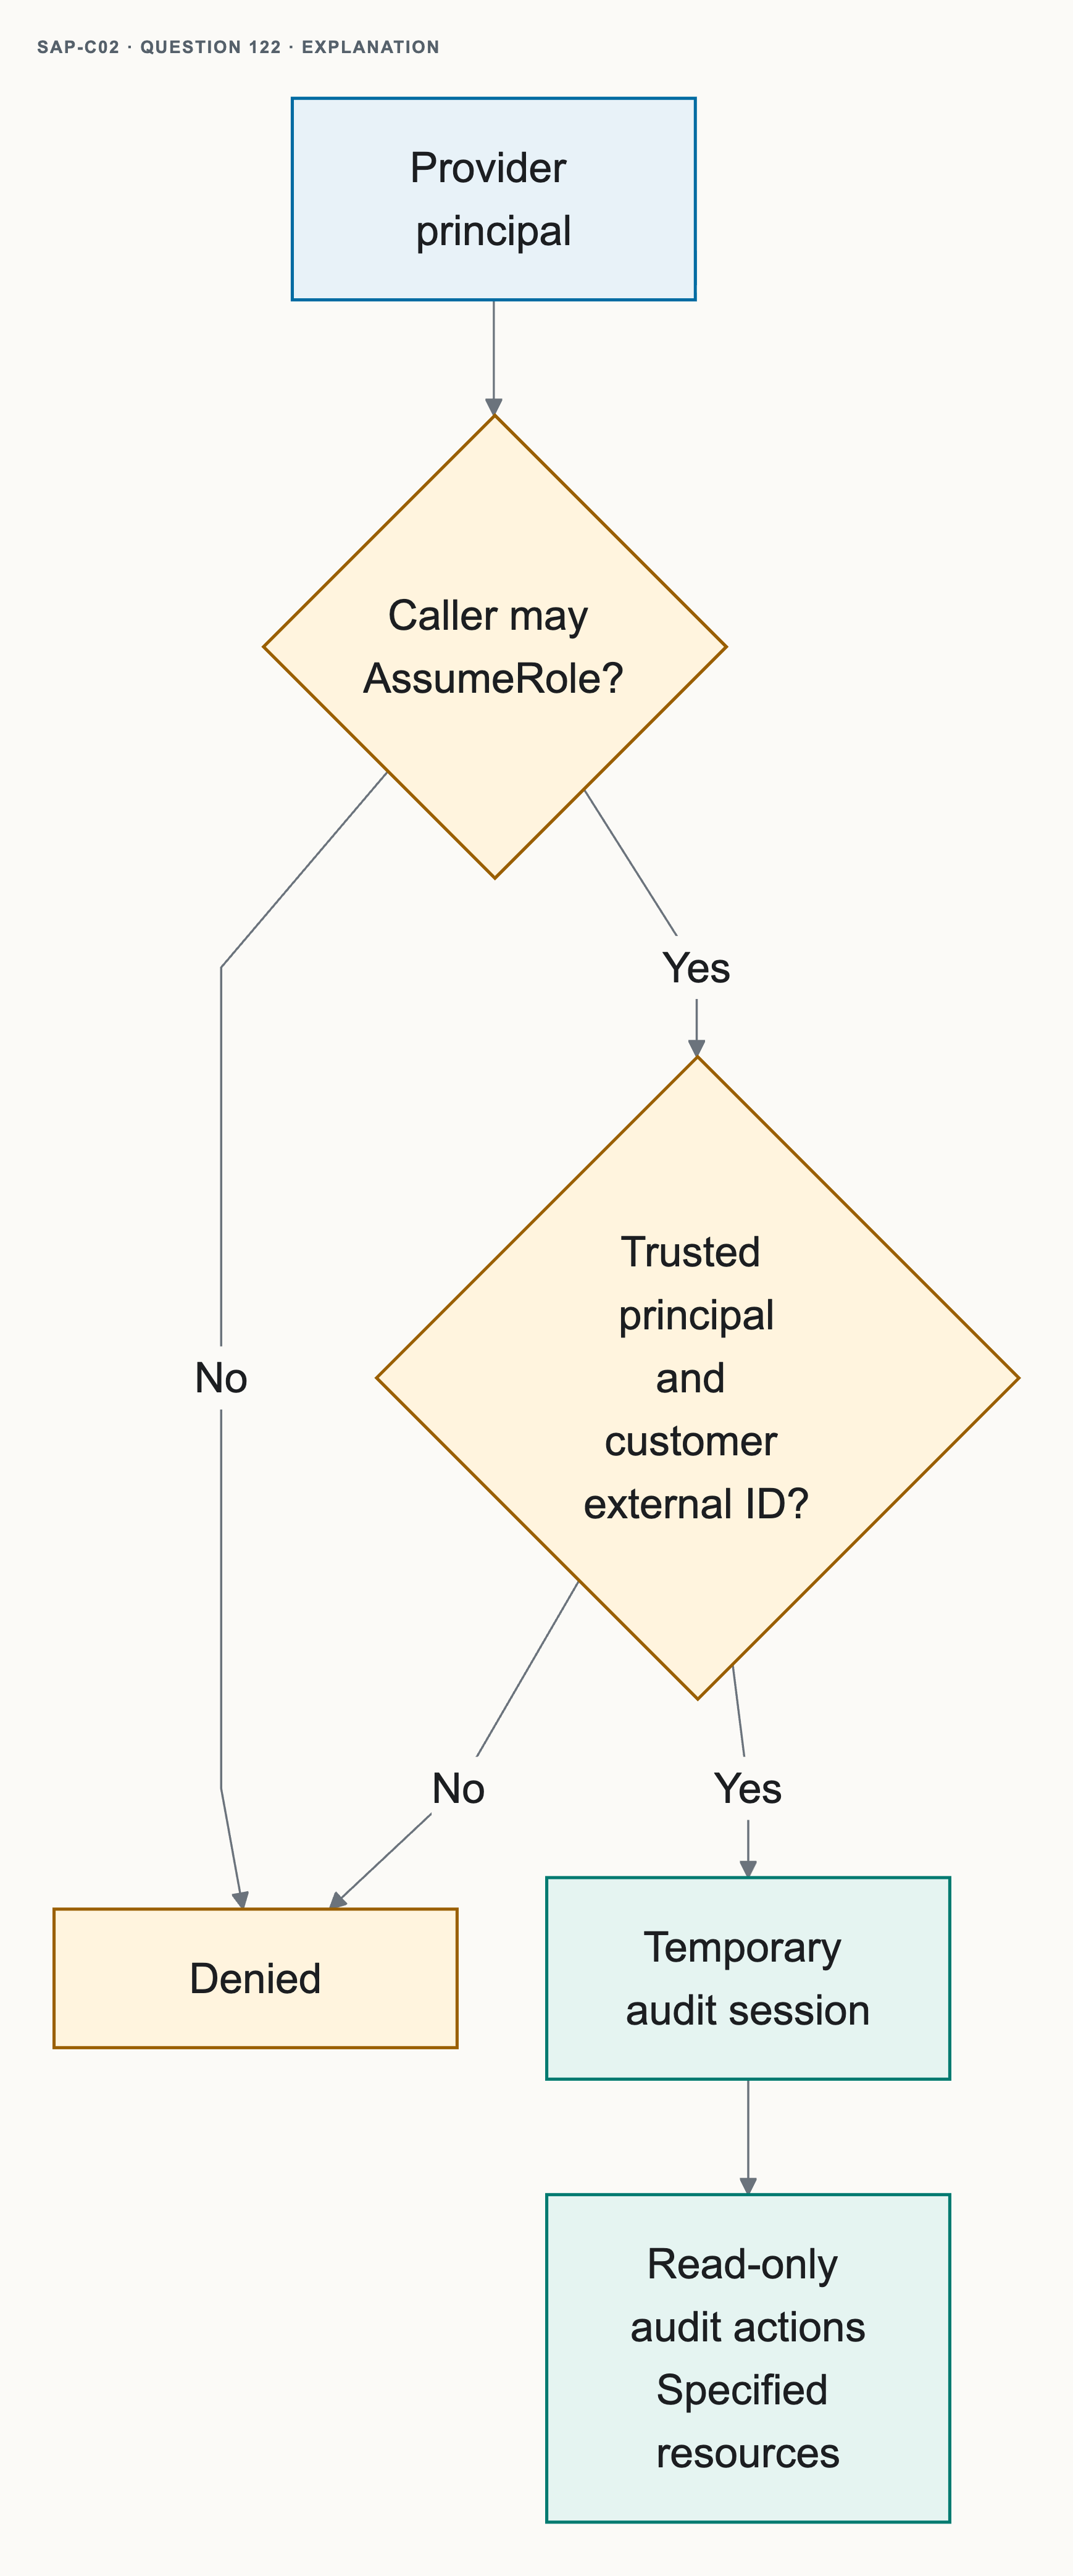 SAP-C02 · QUESTION 122 · EXPLANATION
Provider
principal
Caller may
AssumeRole?
Yes
Trusted
principal
and
customer
external ID?
No
No
Yes
Denied
Temporary
audit session
Read-only
audit actions
Specified
resources